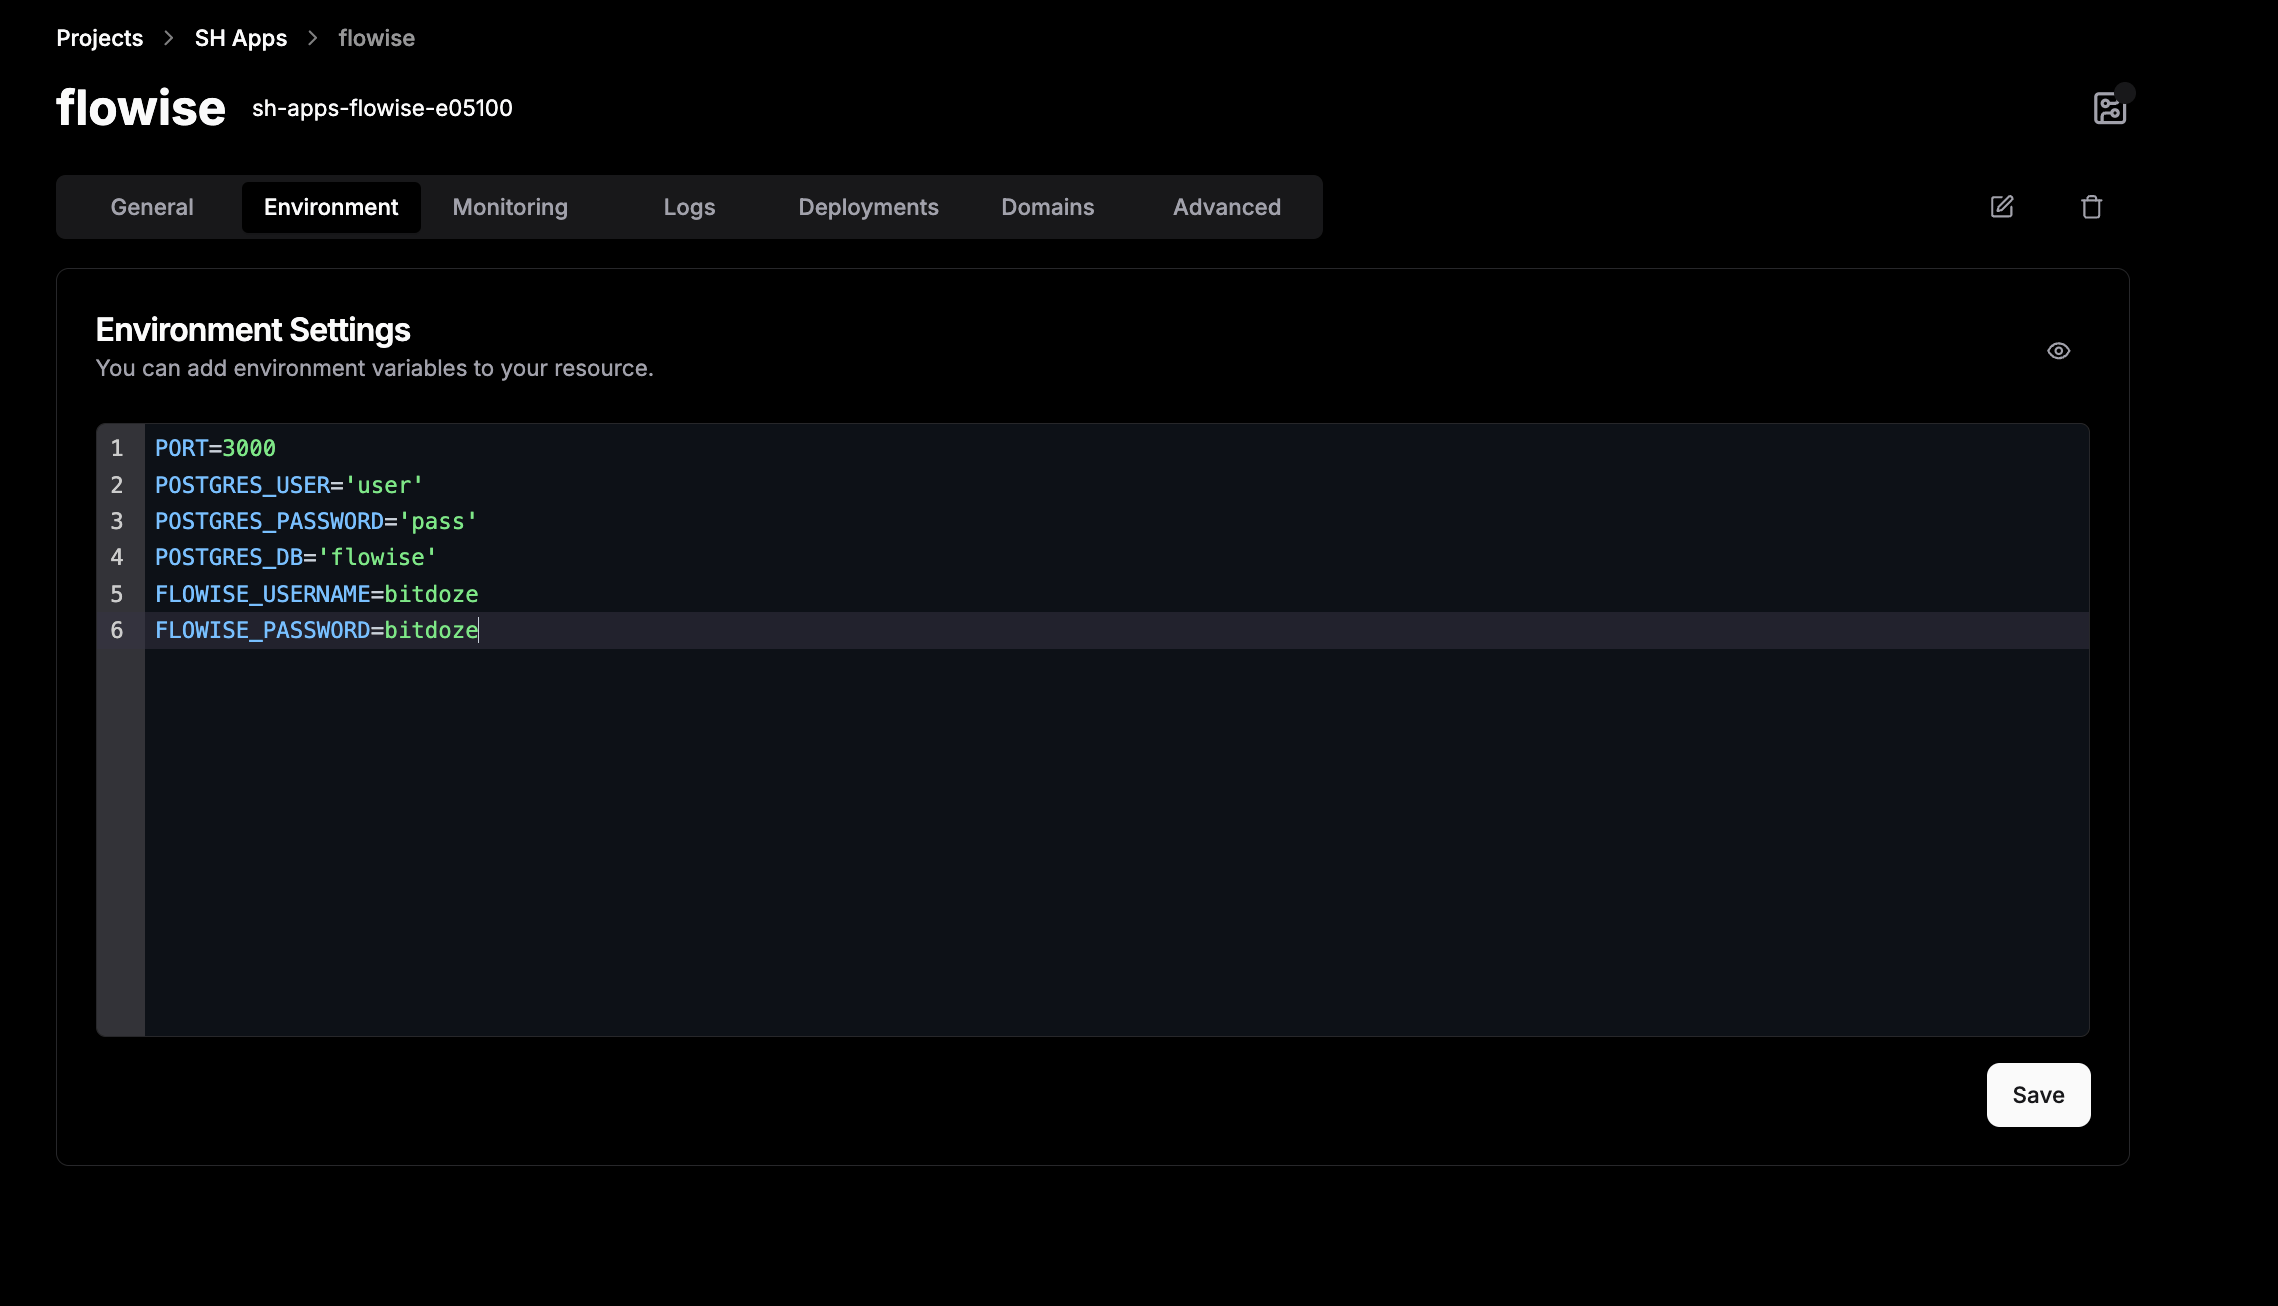 Projects > SH Apps > flowise
flowise sh-apps-flowise-e05100
General Environment Monitoring Logs Deployments Domains Advanced
Environment Settings
You can add environment variables to your resource.
1 PORT=3000
2 POSTGRES_USER='user'
3 POSTGRES_PASSWORD='pass'
4 POSTGRES_DB='flowise'
5 FLOWISE_USERNAME=bitdoze
6 FLOWISE_PASSWORD=bitdoze
Save